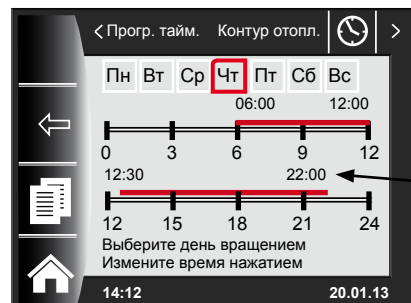 Прогр. тайм. Контур отопл.
Пн Вт Ср Чт Пт Сб Вс
06:00 12:00
0 3 6 9 12
12:30 22:00
12 15 18 21 24
Выберите день вращением
Измените время нажатием
14:12 20.01.13